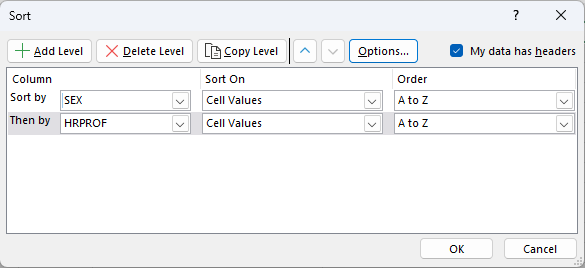 Sort
?
Add Level Delete Level Copy Level Options... My data has headers
Column Sort On Order
Sort by SEX Cell Values A to Z
Then by HRPROF Cell Values A to Z
OK Cancel